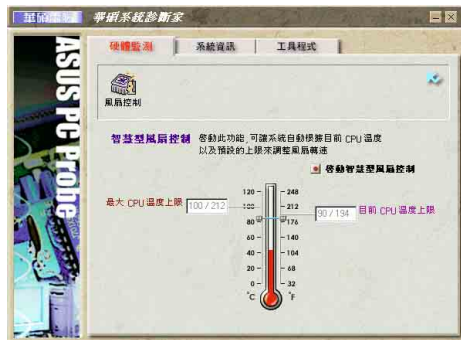 華碩系統診斷家
ASUS PC Probe
硬體監測
系統資訊
工具程式
風扇控制
智慧型風扇控制
啓動此功能,可讓系統自動根據目前 CPU 溫度
以及預設的上限來調整風扇轉速
啓動智慧型風扇控制
最大 CPU 溫度上限
100 / 212
90 / 194
目前 CPU 溫度上限
120 - - 248
100 - - 212
80 - - 176
60 - - 140
40 - - 104
20 - - 68
0 - - 32
°C °F